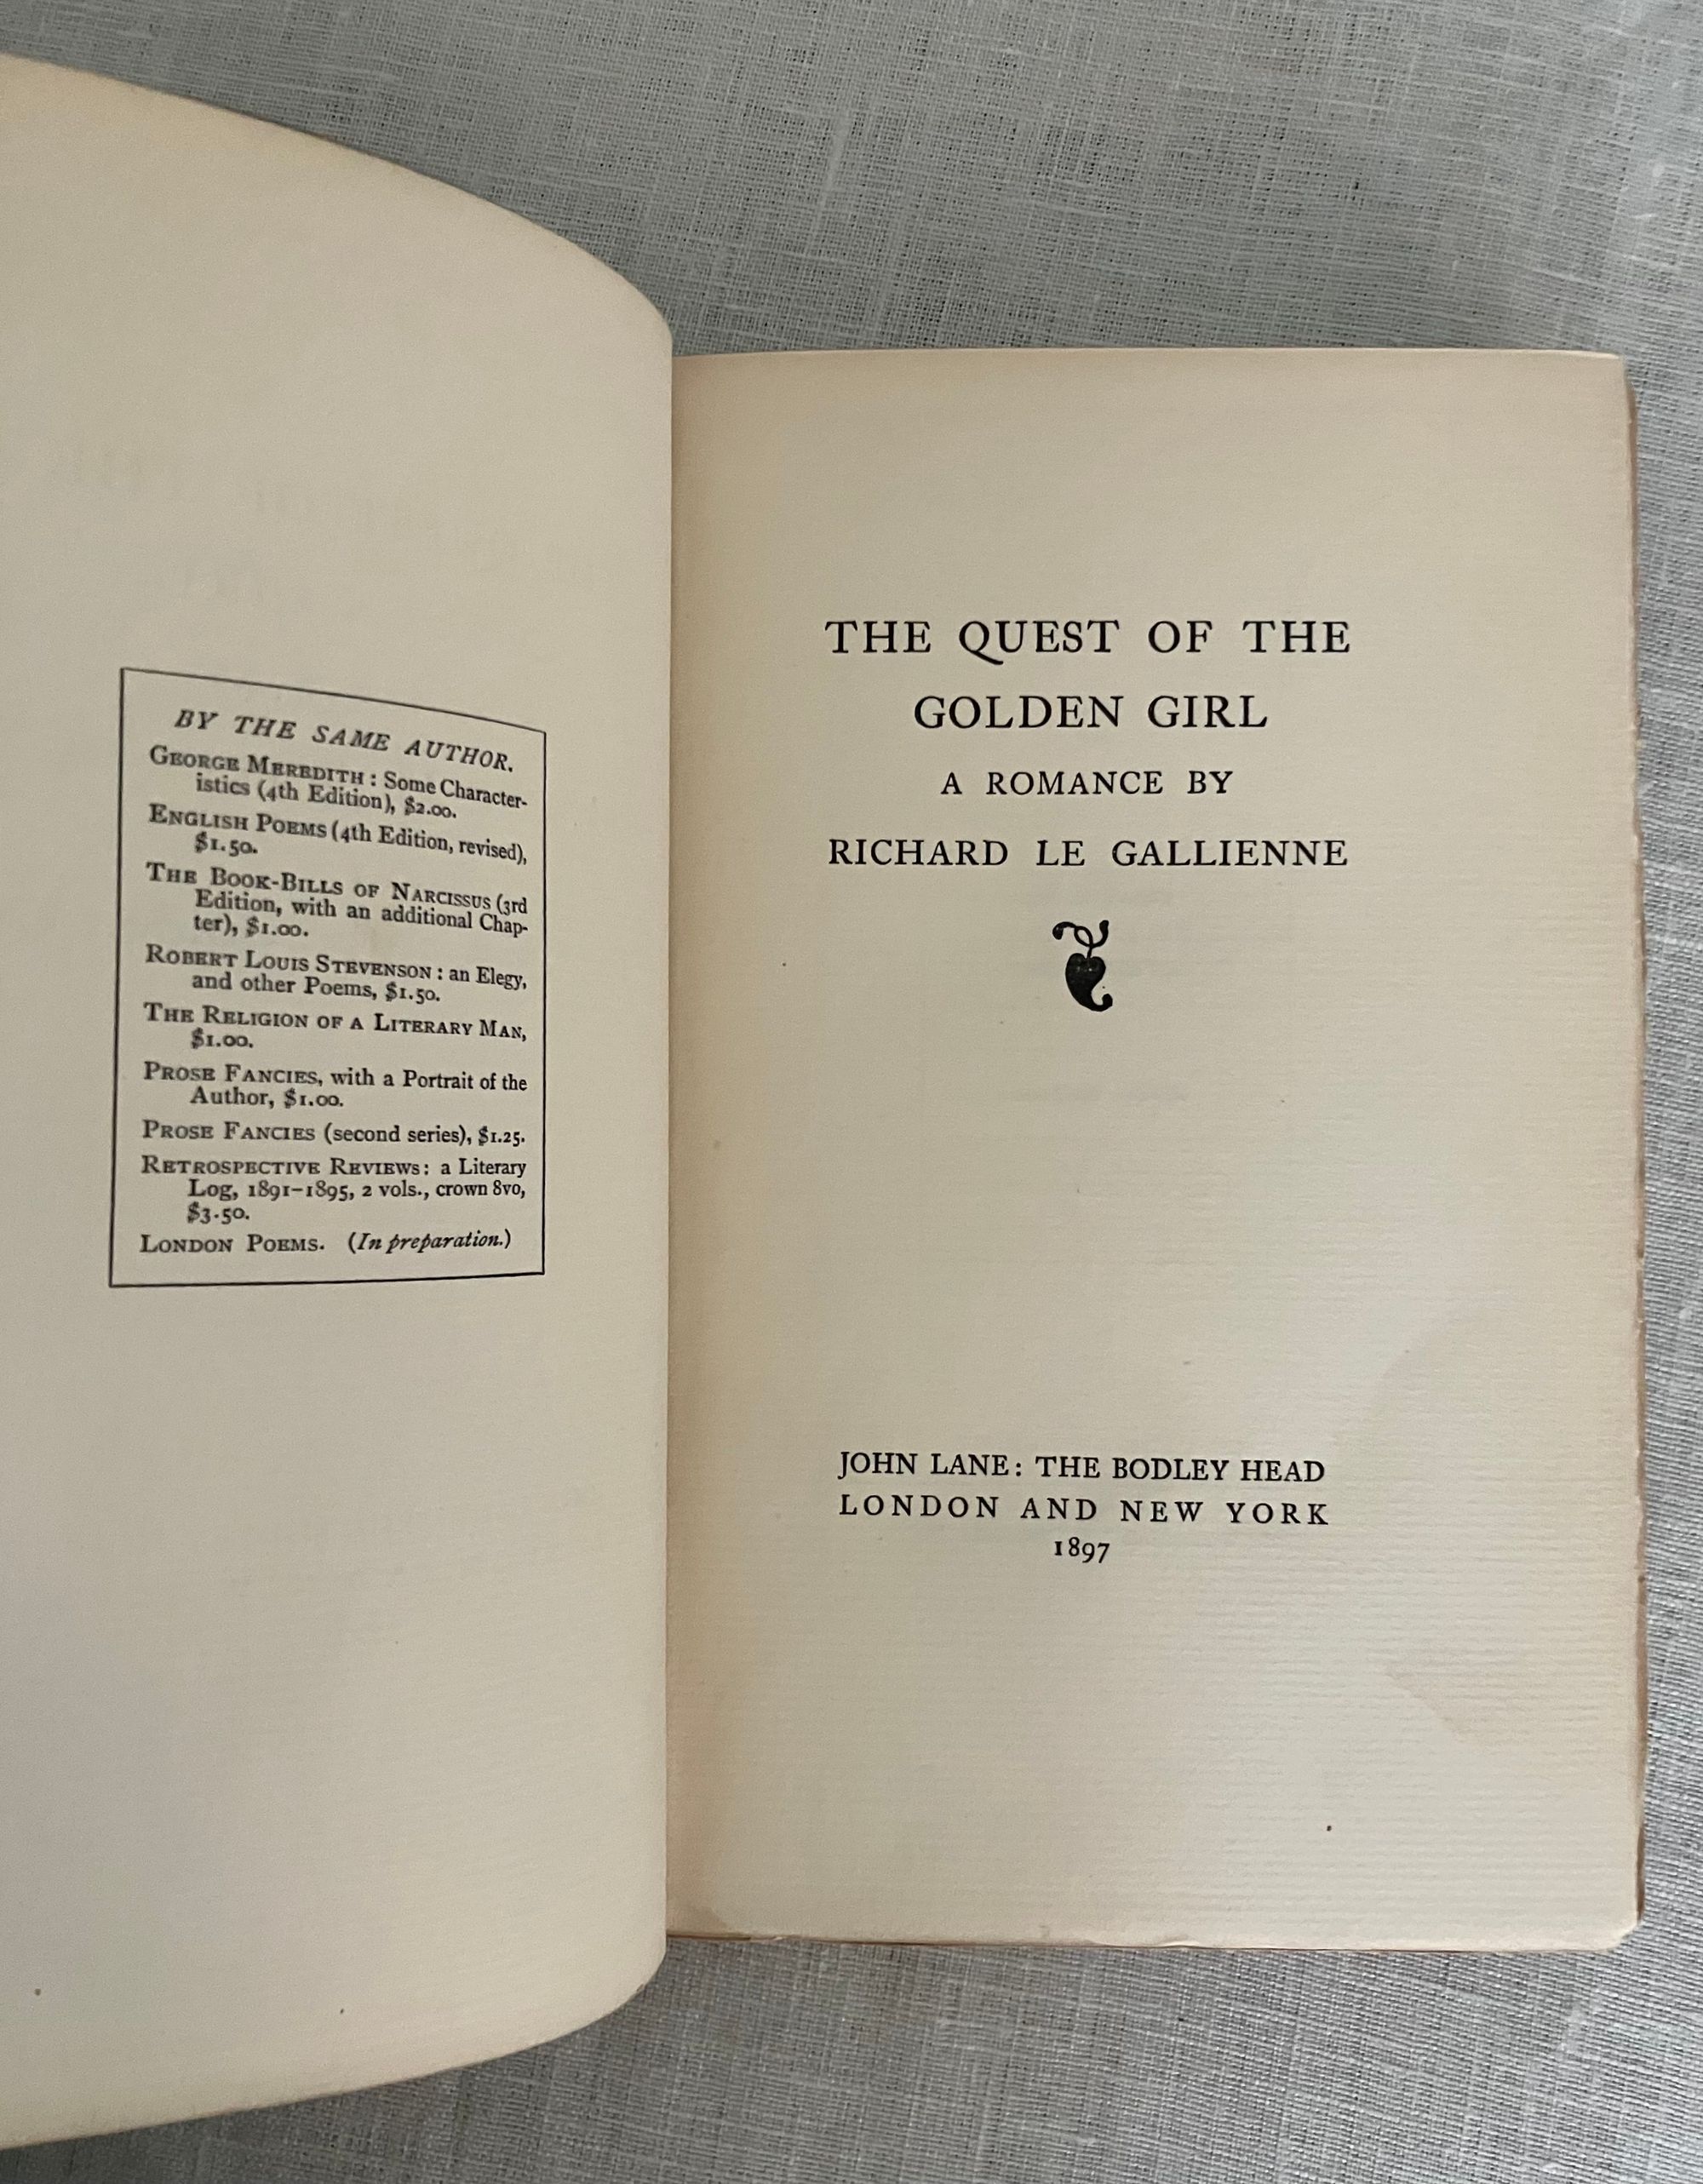 BY THE SAME AUTHOR.
GEORGE MEREDITH: Some Character-
istics (4th Edition), $2.00.
ENGLISH POEMS (4th Edition, revised),
$1.50.
THE BOOK-BILLS OF NARCISSUS (3rd
Edition, with an additional Chap-
ter), $1.00.
ROBERT LOUIS STEVENSON: an Elegy,
and other Poems, $1.50.
THE RELIGION OF A LITERARY MAN,
$1.00.
PROSE FANCIES, with a Portrait of the
Author, $1.00.
PROSE FANCIES (second series), $1.25.
RETROSPECTIVE REVIEWS: a Literary
Log, 1891–1895, 2 vols., crown 8vo,
$3.50.
LONDON POEMS. (In preparation.)
THE QUEST OF THE
GOLDEN GIRL
A ROMANCE BY
RICHARD LE GALLIENNE
JOHN LANE: THE BODLEY HEAD
LONDON AND NEW YORK
1897